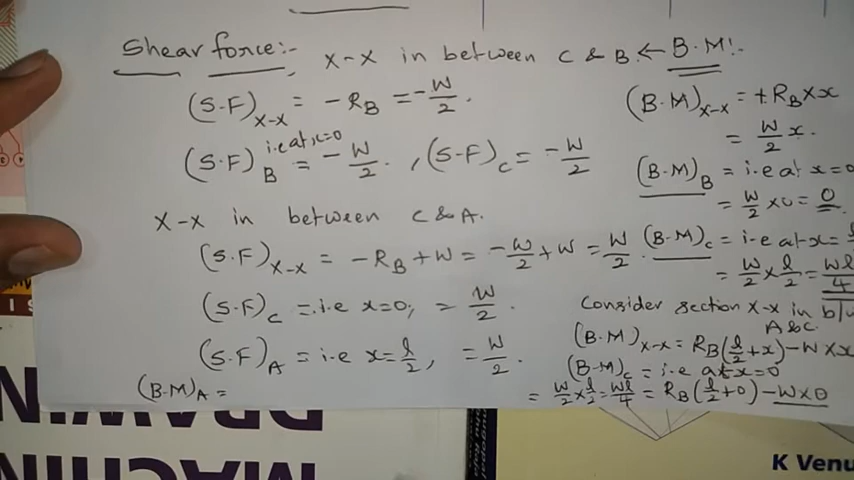 Shear force:- X-X in between C & B. ← B.M!-
(S.F)X-X = -RB = -W/2.
(S.F)B i.e at x=0 = -W/2. , (S-F)C = -W/2
X-X in between C & A.
(S.F)X-X = -RB + W = -W/2 + W = W/2.
(S.F)C = i.e x=0, = W/2.
(S.F)A = i.e x=l/2, = W/2.
(B.M)A =
(B.M)X-X = +RB × x
= W/2 x.
(B.M)B = i.e at x=0
= W/2 × 0 = 0
(B.M)C = i.e at x=
= W/2 × l/2 = Wl/4
Consider section X-X in b/w
A & C.
(B-M)X-X = RB(l/2 + x) - W × x
(B-M)C = i.e at x=0
= W/2 × l/2 = Wl/4 = RB(l/2 + 0) - W × 0
K Venu